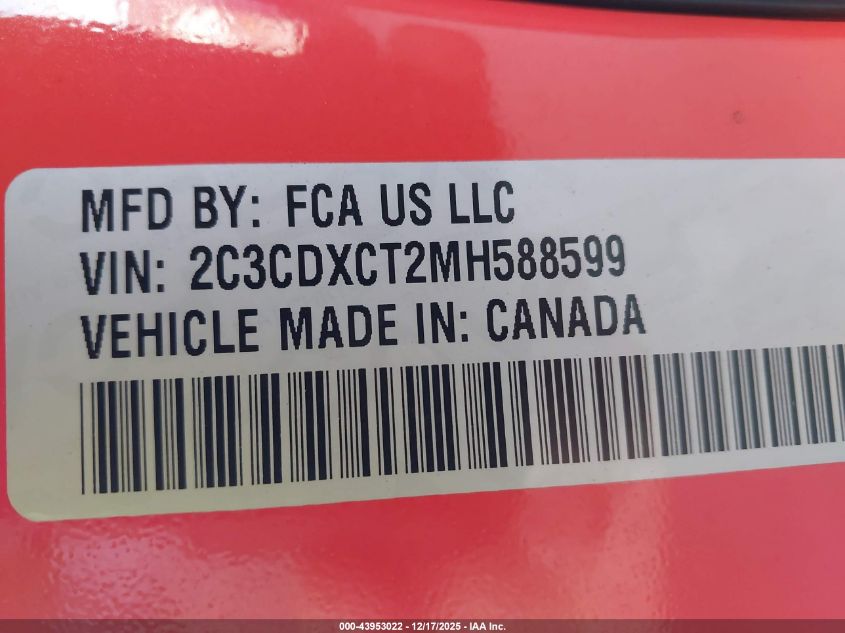 MFD BY: FCA US LLC
VIN: 2C3CDXCT2MH588599
VEHICLE MADE IN: CANADA
000-43953022 - 12/17/2025 - IAA Inc.